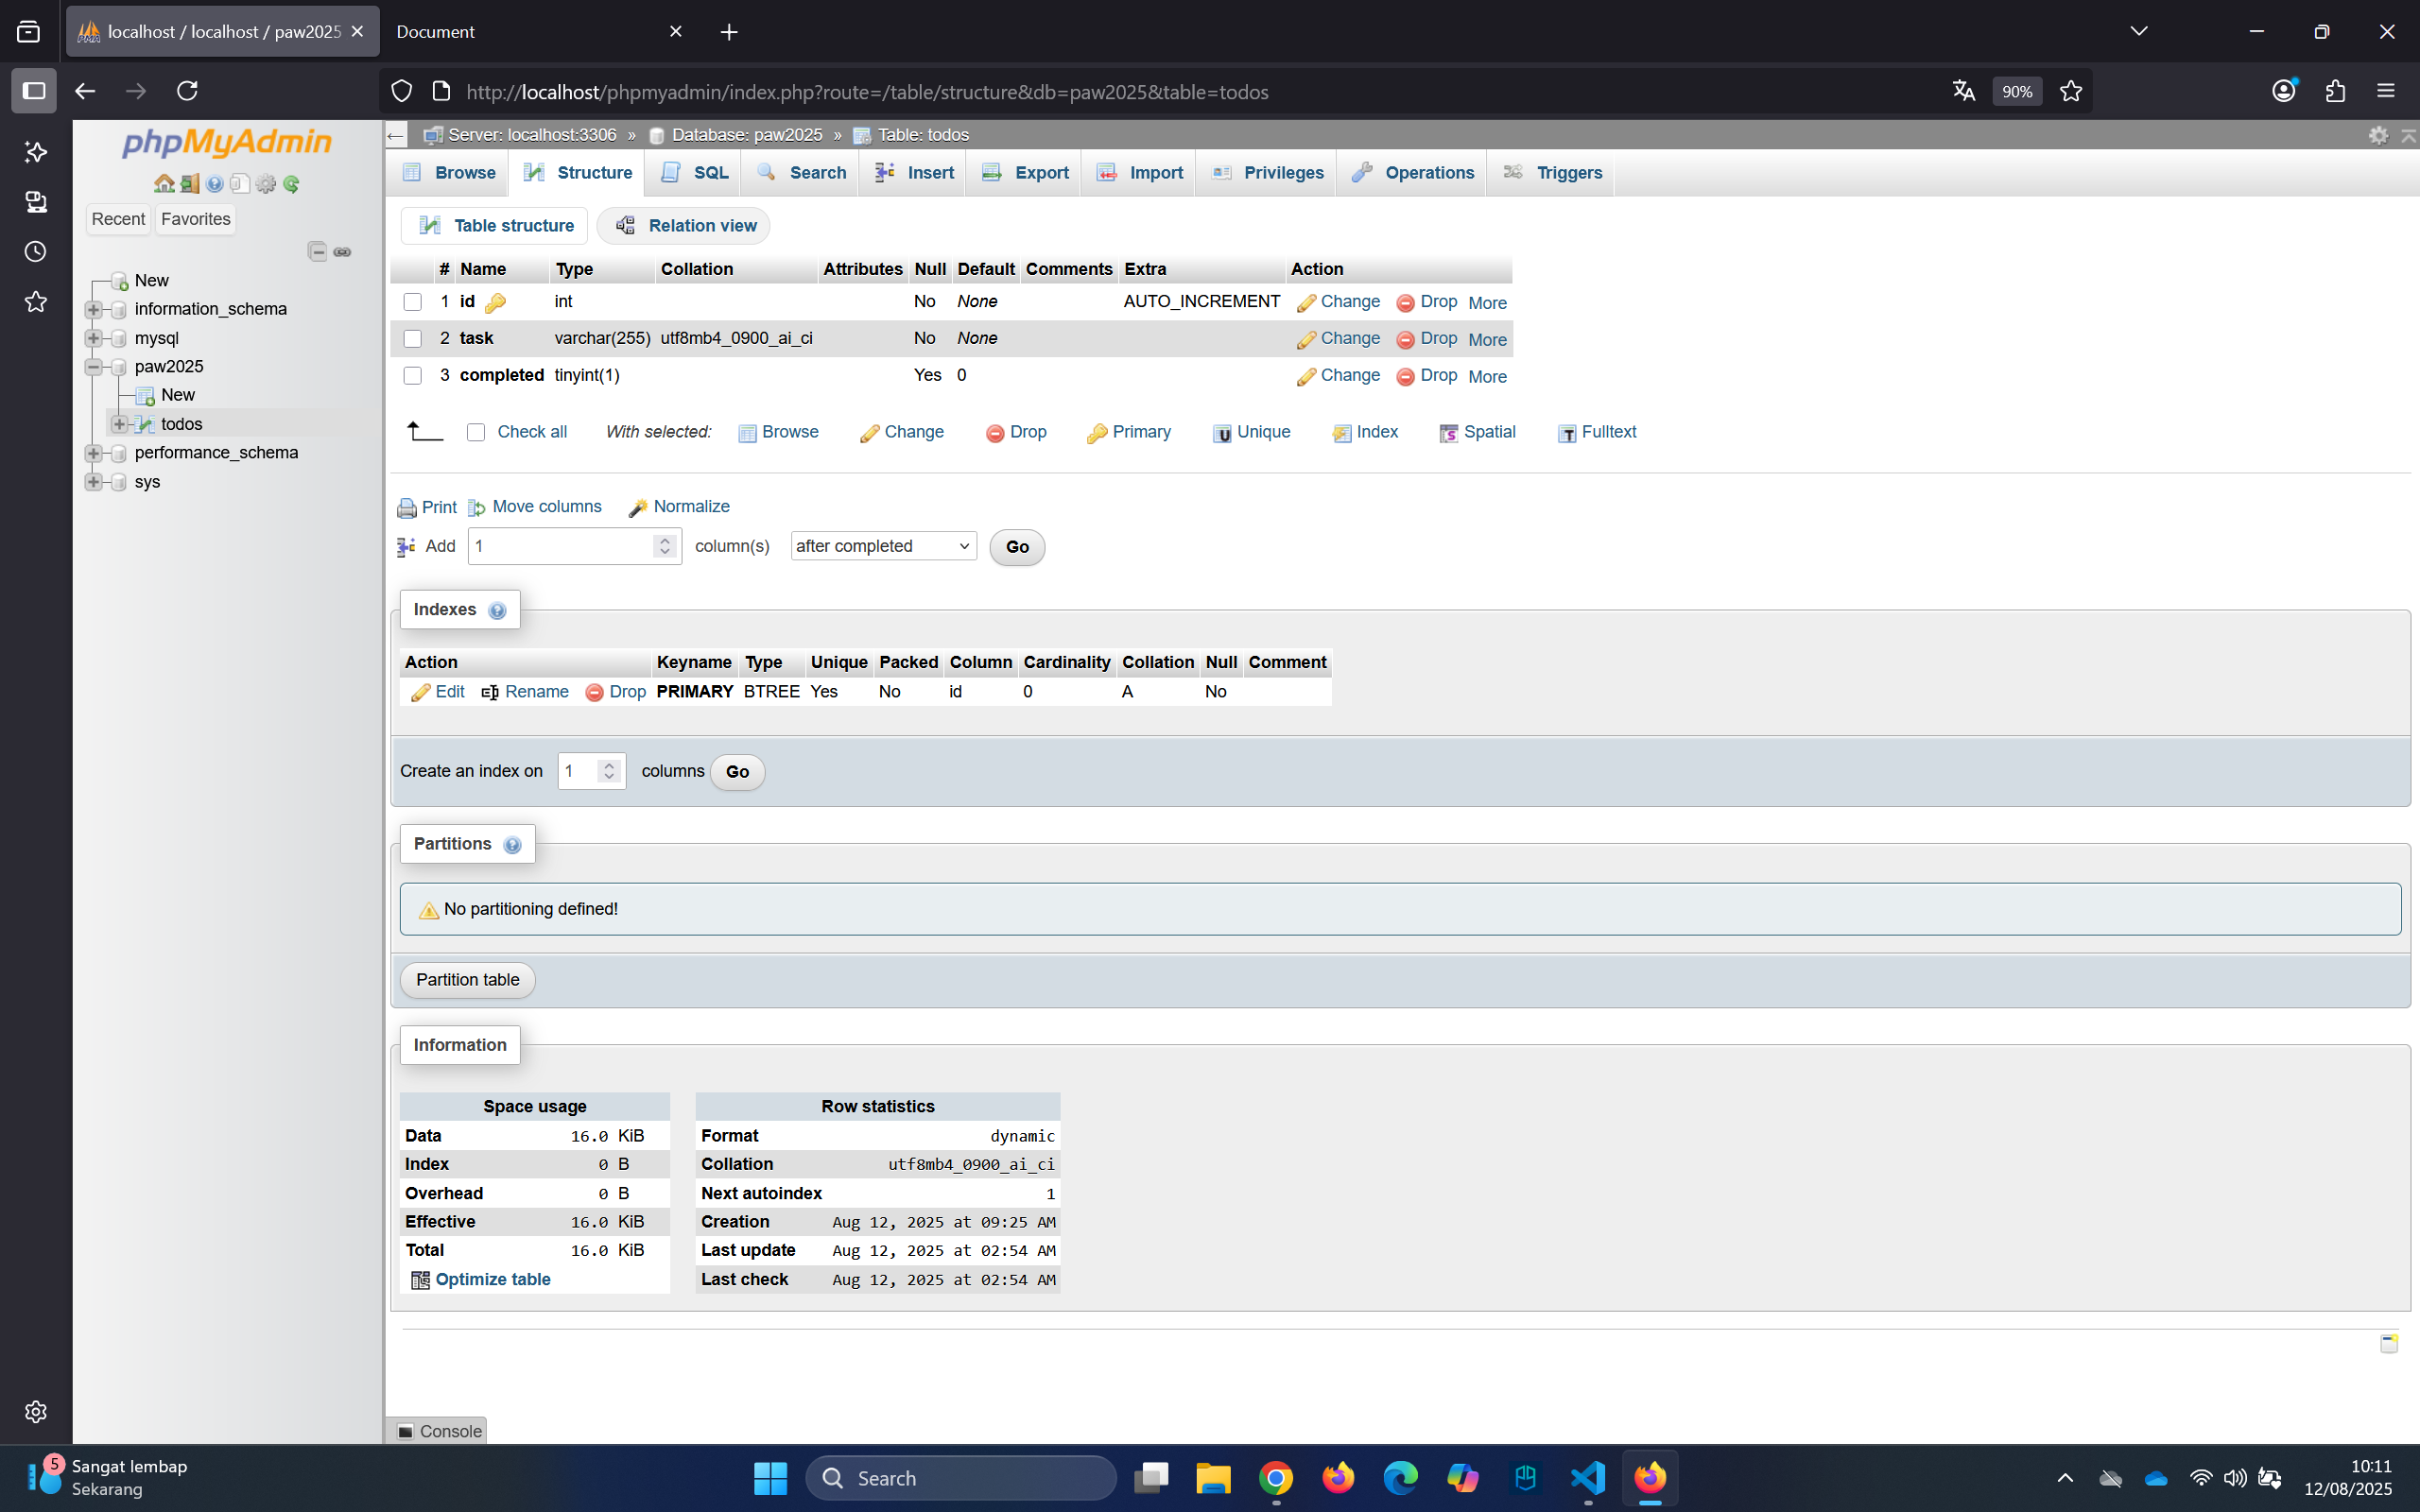 localhost / localhost / paw2025
Document
http://localhost/phpmyadmin/index.php?route=/table/structure&db=paw2025&table=todos
90%
phpMyAdmin
Recent Favorites
New
information_schema
mysql
paw2025
New
todos
performance_schema
sys
Server: localhost:3306 » Database: paw2025 » Table: todos
Browse Structure SQL Search Insert Export Import Privileges Operations Triggers
Table structure Relation view
# Name Type Collation Attributes Null Default Comments Extra Action
1 id int No None AUTO_INCREMENT Change Drop More
2 task varchar(255) utf8mb4_0900_ai_ci No None Change Drop More
3 completed tinyint(1) Yes 0 Change Drop More
Check all With selected: Browse Change Drop Primary Unique Index Spatial Fulltext
Print Move columns Normalize
Add 1 column(s) after completed Go
Indexes
Action Keyname Type Unique Packed Column Cardinality Collation Null Comment
Edit Rename Drop PRIMARY BTREE Yes No id 0 A No
Create an index on 1 columns Go
Partitions
No partitioning defined!
Partition table
Information
Space usage
Data 16.0 KiB
Index 0 B
Overhead 0 B
Effective 16.0 KiB
Total 16.0 KiB
Optimize table
Row statistics
Format dynamic
Collation utf8mb4_0900_ai_ci
Next autoindex 1
Creation Aug 12, 2025 at 09:25 AM
Last update Aug 12, 2025 at 02:54 AM
Last check Aug 12, 2025 at 02:54 AM
Console
5
Sangat lembap
Sekarang
Search
10:11
12/08/2025